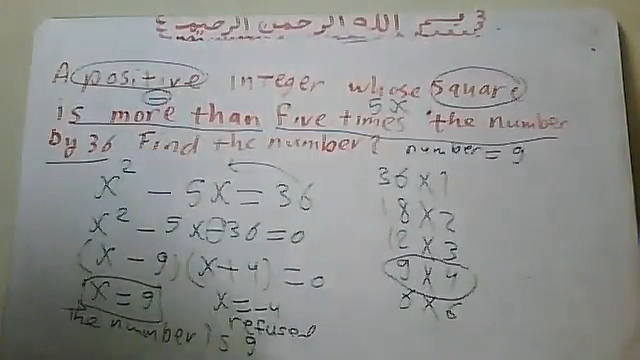 بسم الله الرحمن الرحيم
A positive integer whose square
5x
is more than five times the number
by 36 Find the number? number = 9
x² - 5x = 36
x² - 5x - 36 = 0
(x - 9)(x + 4) = 0
x = 9 x = -4
refused
the number is 9
36 x 1
18 x 2
12 x 3
9 x 4